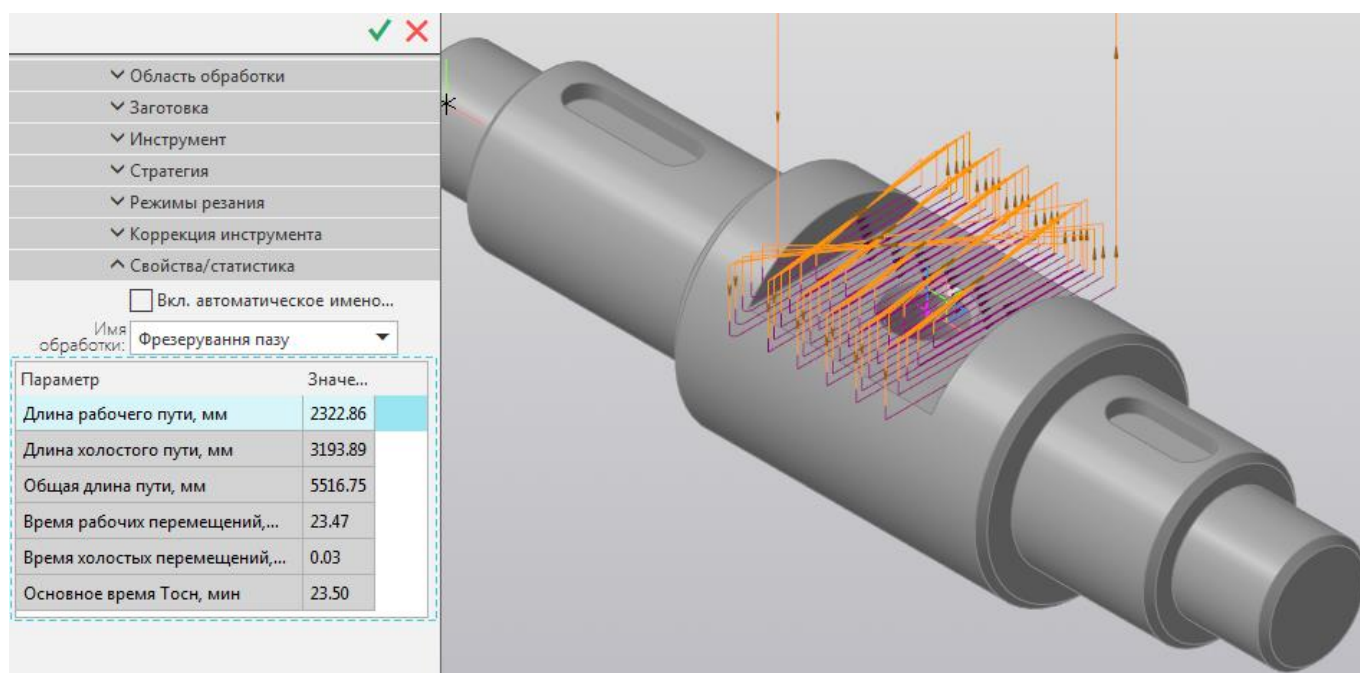 Область обработки
Заготовка
Инструмент
Стратегия
Режимы резания
Коррекция инструмента
Свойства/статистика
Вкл. автоматическое имено...
Имя
обработки: Фрезерування пазу
Параметр Значе...
Длина рабочего пути, мм 2322.86
Длина холостого пути, мм 3193.89
Общая длина пути, мм 5516.75
Время рабочих перемещений,... 23.47
Время холостых перемещений,... 0.03
Основное время Тосн, мин 23.50